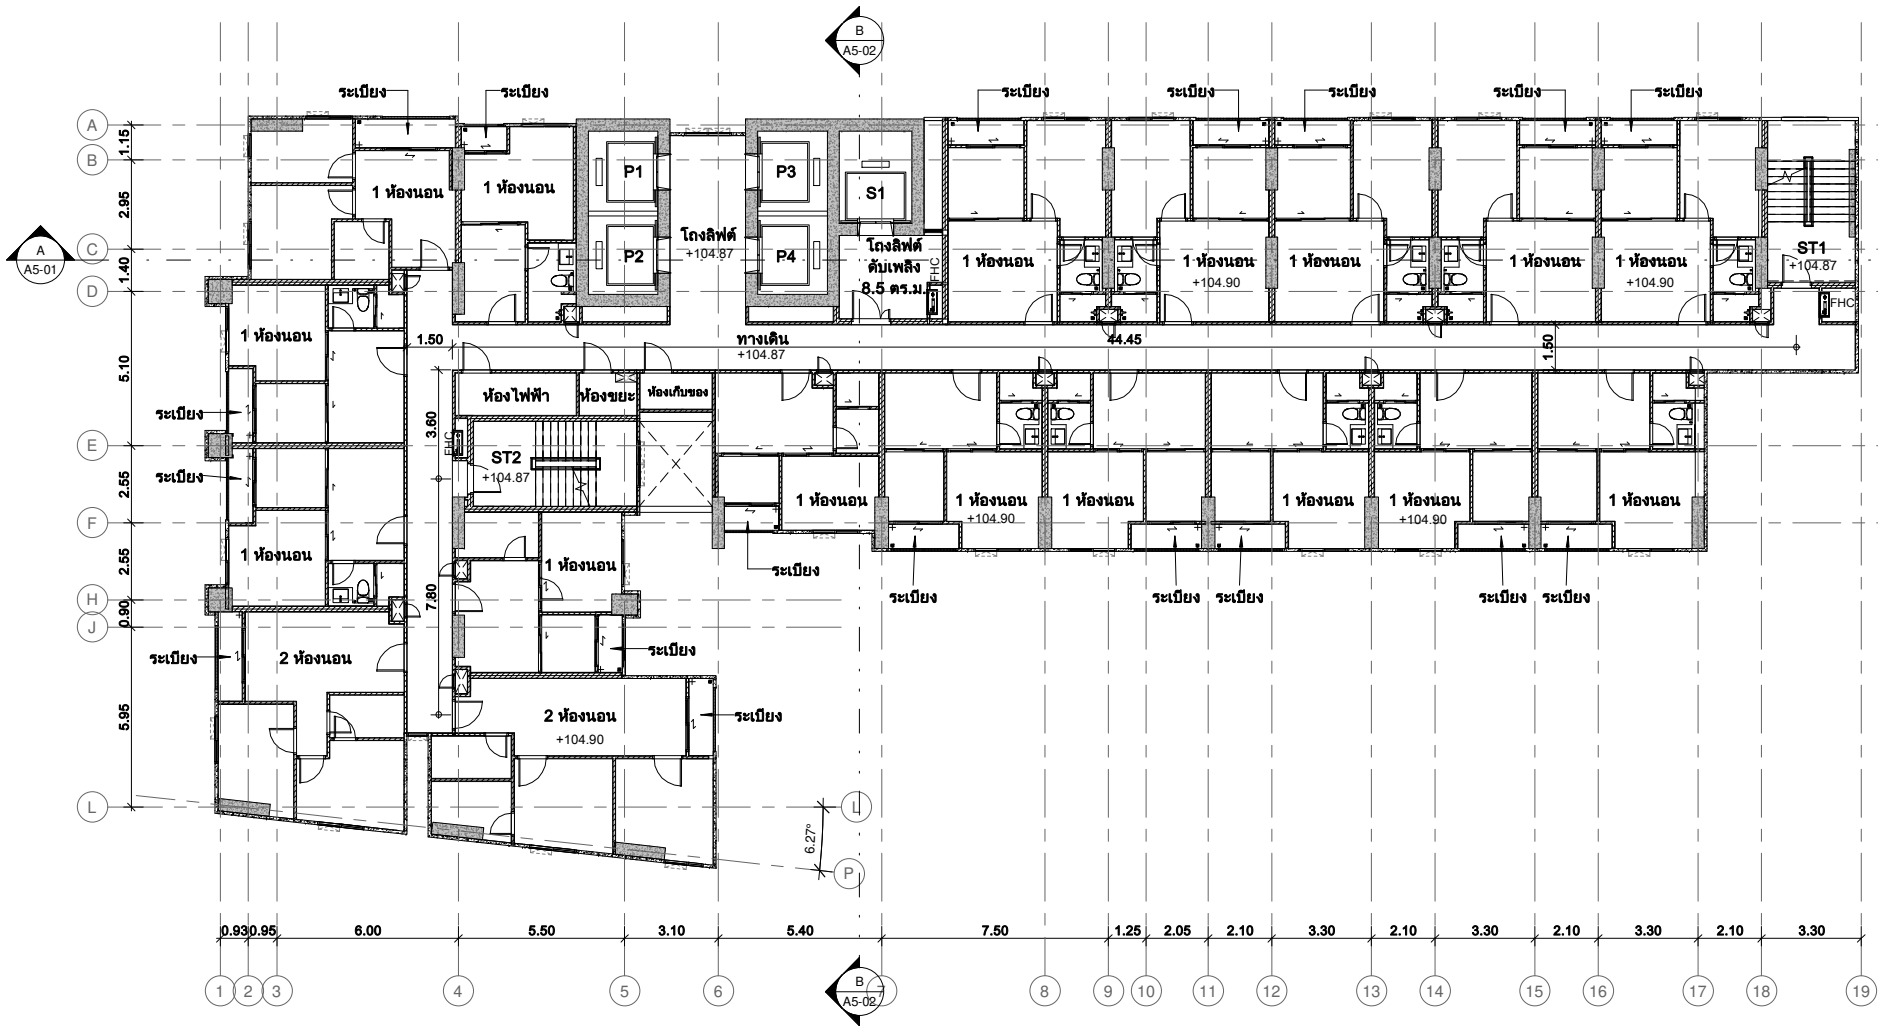 B
A5-02
ระเบียง
ระเบียง
ระเบียง
ระเบียง
ระเบียง
ระเบียง
ระเบียง
A
1.15
B
2.95
C
1.40
D
5.10
E
2.55
F
2.55
H
0.90
J
5.95
L
A
A5-01
1 ห้องนอน
1 ห้องนอน
P1
P2
โถงลิฟต์
+104.87
P3
P4
S1
โถงลิฟต์
ดับเพลิง
8.5 ตร.ม.
FHC
1 ห้องนอน
1 ห้องนอน
+104.90
1 ห้องนอน
1 ห้องนอน
1 ห้องนอน
+104.90
ST1
+104.87
FHC
1 ห้องนอน
1.50
ทางเดิน
+104.87
44.45
1.50
ห้องไฟฟ้า
ห้องขยะ
ห้องเก็บของ
ระเบียง
3.60
FHC
ST2
+104.87
ระเบียง
1 ห้องนอน
1 ห้องนอน
+104.90
1 ห้องนอน
1 ห้องนอน
1 ห้องนอน
+104.90
1 ห้องนอน
1 ห้องนอน
1 ห้องนอน
ระเบียง
7.80
ระเบียง
ระเบียง
ระเบียง
ระเบียง
ระเบียง
ระเบียง
2 ห้องนอน
ระเบียง
2 ห้องนอน
+104.90
ระเบียง
L
6.27°
P
0.93
0.95
6.00
5.50
3.10
5.40
7.50
1.25
2.05
2.10
3.30
2.10
3.30
2.10
3.30
2.10
3.30
1
2
3
4
5
6
B
A5-02
7
8
9
10
11
12
13
14
15
16
17
18
19